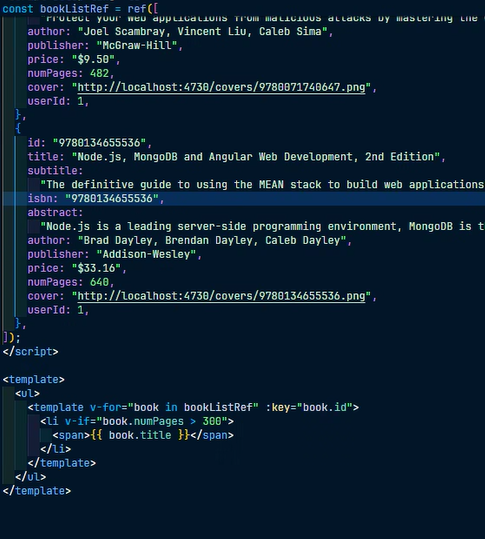 const bookListRef = ref([
"Protect your web applications from malicious attacks by mastering the
author: "Joel Scambray, Vincent Liu, Caleb Sima",
publisher: "McGraw-Hill",
price: "$9.50",
numPages: 482,
cover: "http://localhost:4730/covers/9780071740647.png",
userId: 1,
},
{
id: "9780134655536",
title: "Node.js, MongoDB and Angular Web Development, 2nd Edition",
subtitle:
"The definitive guide to using the MEAN stack to build web applications
isbn: "9780134655536",
abstract:
"Node.js is a leading server-side programming environment, MongoDB is t
author: "Brad Dayley, Brendan Dayley, Caleb Dayley",
publisher: "Addison-Wesley",
price: "$33.16",
numPages: 640,
cover: "http://localhost:4730/covers/9780134655536.png",
userId: 1,
},
]);
</script>
<template>
<ul>
<template v-for="book in bookListRef" :key="book.id">
<li v-if="book.numPages > 300">
<span>{{ book.title }}</span>
</li>
</template>
</ul>
</template>